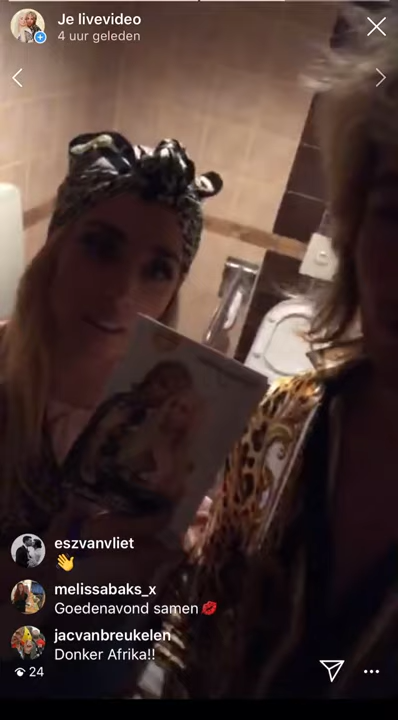 Je livevideo
4 uur geleden
eszvanvliet
👋
melissabaks_x
Goedenavond samen 💋
jacvanbreukelen
Donker Afrika!!
24